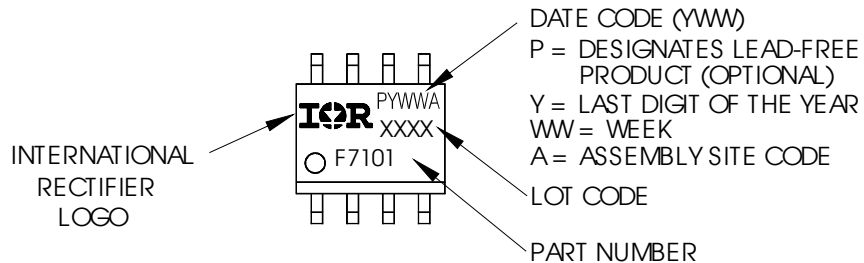 DATE CODE (YWW)
P = DESIGNATES LEAD-FREE
PRODUCT (OPTIONAL)
Y = LAST DIGIT OF THE YEAR
WW = WEEK
A = ASSEMBLY SITE CODE
LOT CODE
PART NUMBER
INTERNATIONAL
RECTIFIER
LOGO
PYWWA
IOR
XXXX
F7101